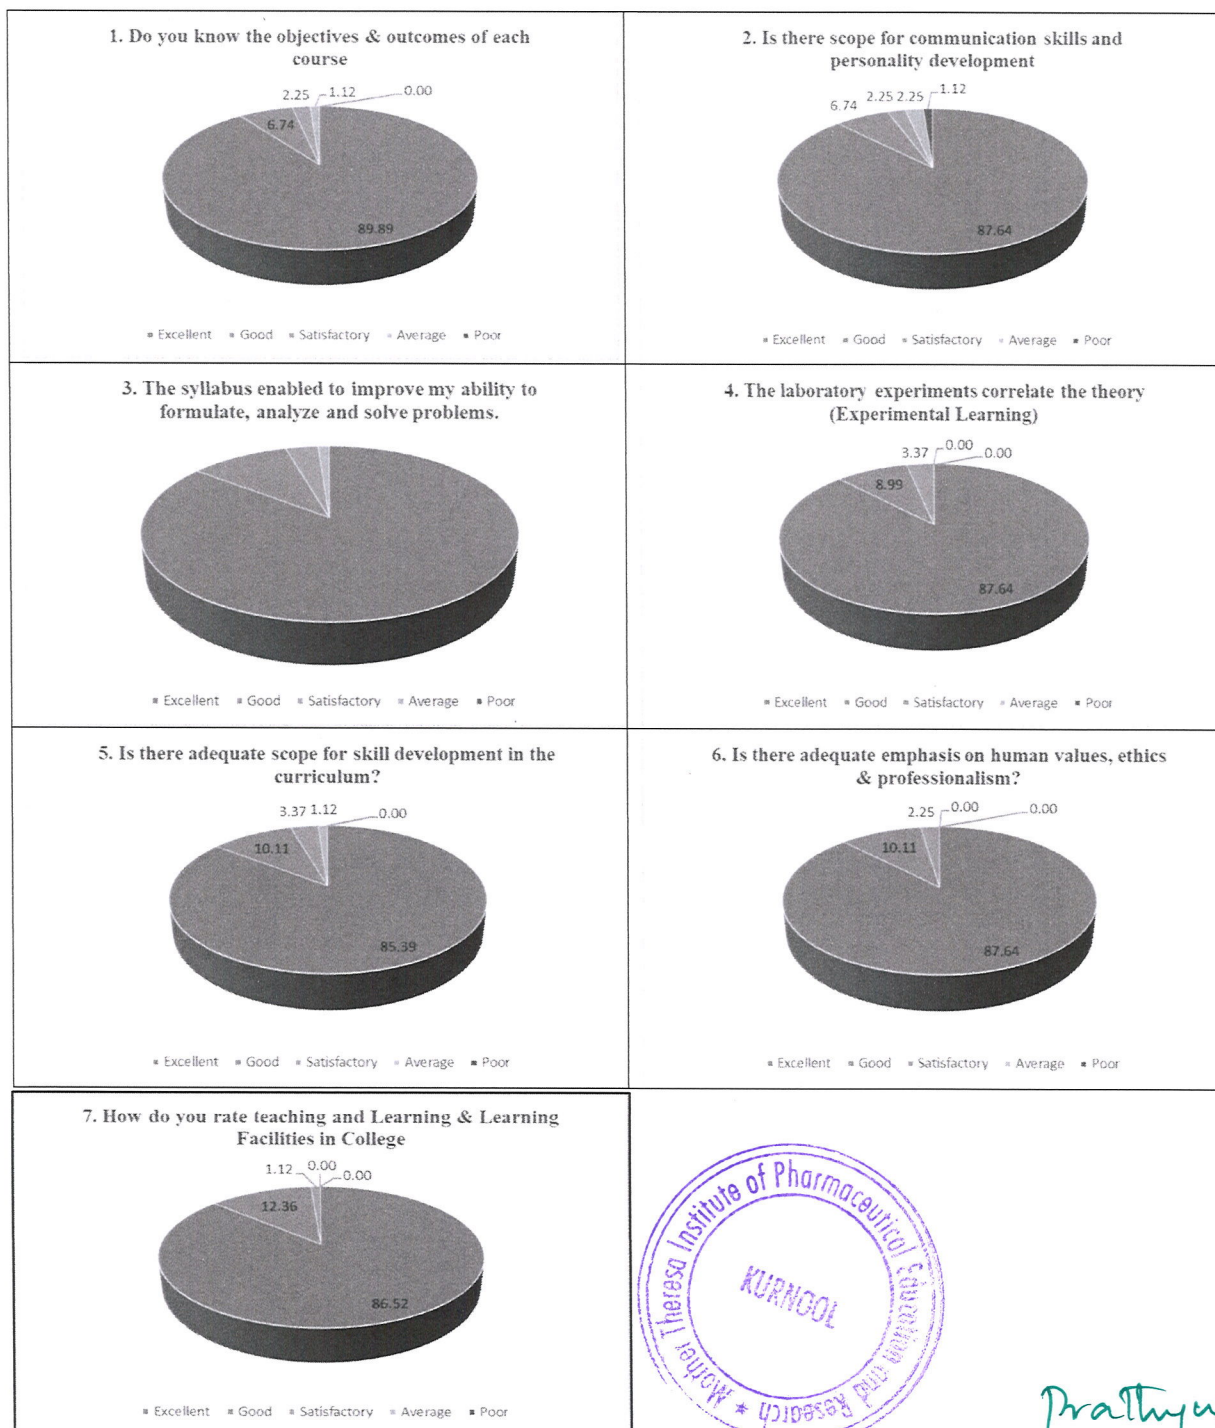 1. Do you know the objectives & outcomes of each
course
2.25
1.12
0.00
6.74
89.89
Excellent Good Satisfactory Average Poor
2. Is there scope for communication skills and
personality development
6.74
2.25
2.25
1.12
87.64
Excellent Good Satisfactory Average Poor
3. The syllabus enabled to improve my ability to
formulate, analyze and solve problems.
Excellent Good Satisfactory Average Poor
4. The laboratory experiments correlate the theory
(Experimental Learning)
3.37
0.00
0.00
8.99
87.64
Excellent Good Satisfactory Average Poor
5. Is there adequate scope for skill development in the
curriculum?
3.37
1.12
0.00
10.11
85.39
Excellent Good Satisfactory Average Poor
6. Is there adequate emphasis on human values, ethics
& professionalism?
2.25
0.00
0.00
10.11
87.64
Excellent Good Satisfactory Average Poor
7. How do you rate teaching and Learning & Learning
Facilities in College
1.12
0.00
0.00
12.36
86.52
Excellent Good Satisfactory Average Poor
Mother Theresa Institute of Pharmaceutical Education and Research
KURNOOL